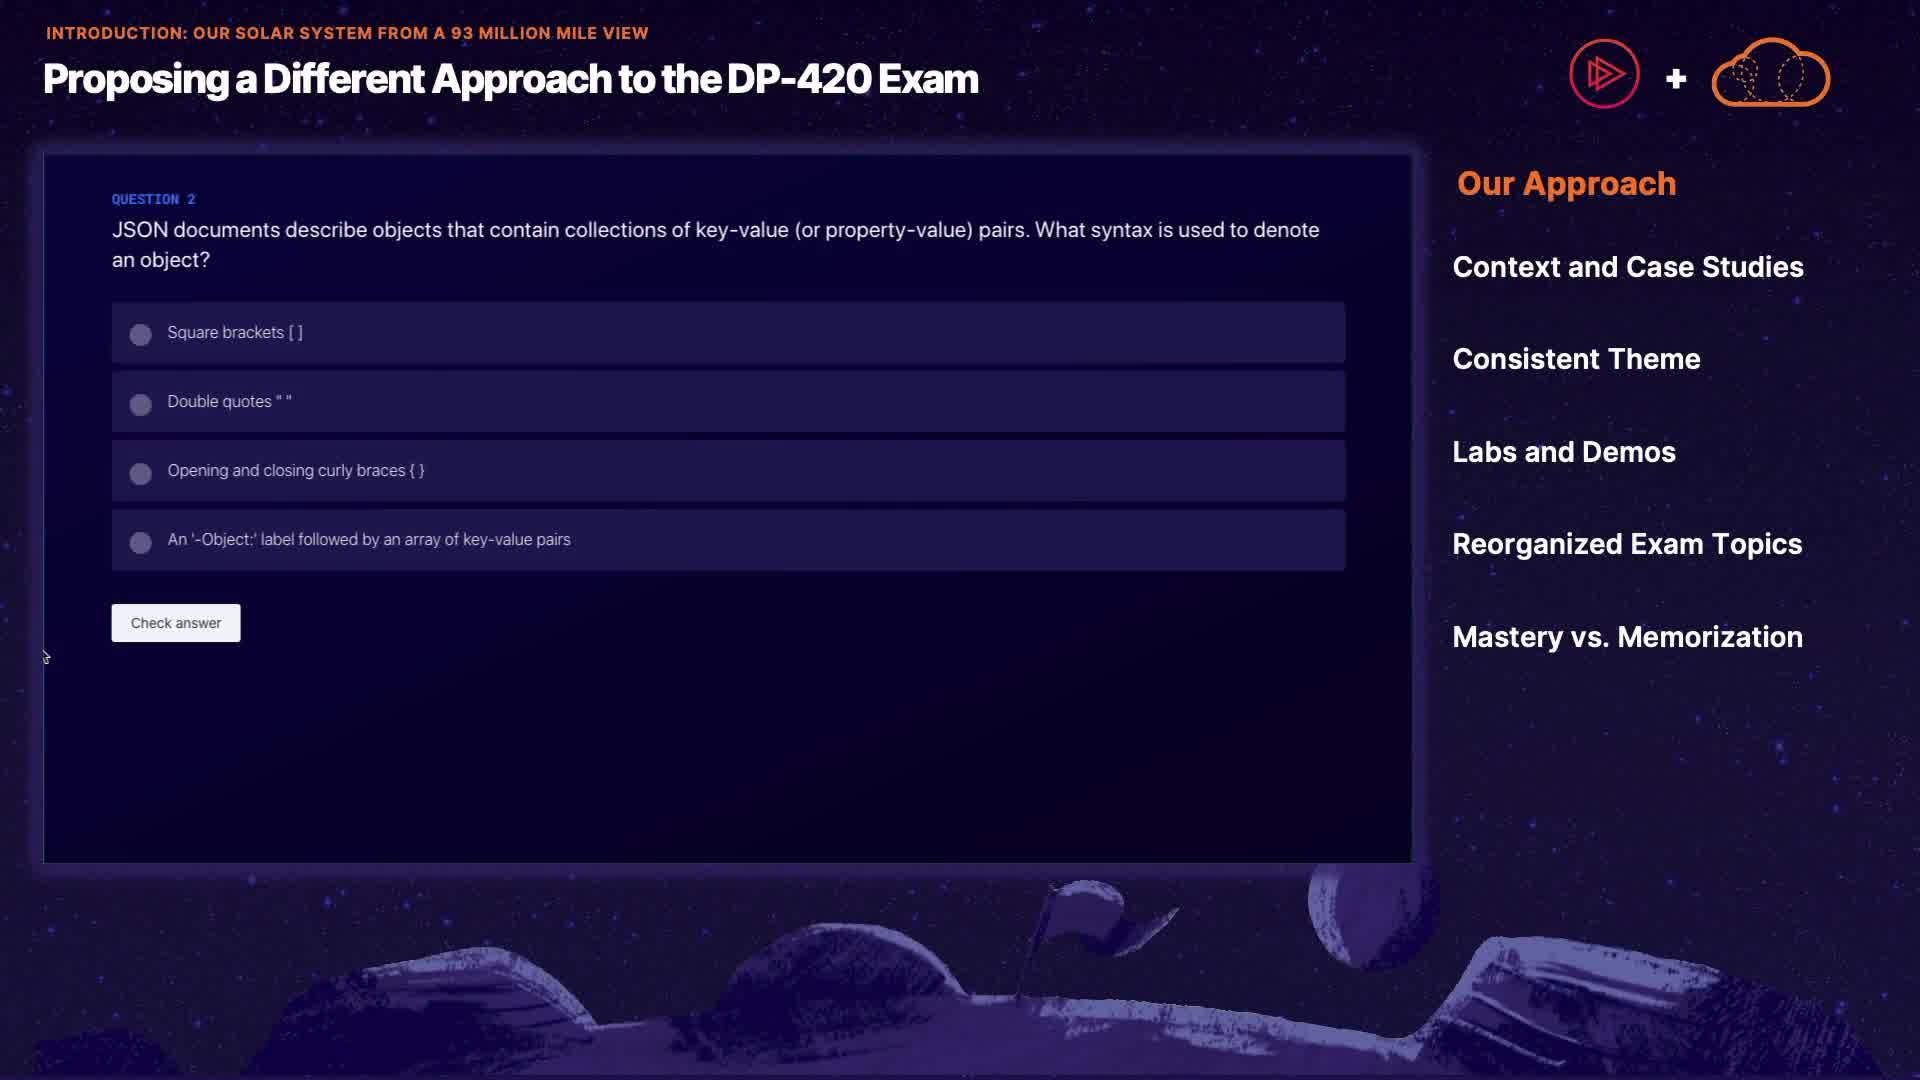 INTRODUCTION: OUR SOLAR SYSTEM FROM A 93 MILLION MILE VIEW
Proposing a Different Approach to the DP-420 Exam
+
QUESTION 2
JSON documents describe objects that contain collections of key-value (or property-value) pairs. What syntax is used to denote
an object?
Square brackets [ ]
Double quotes " "
Opening and closing curly braces { }
An '-Object:' label followed by an array of key-value pairs
Check answer
Our Approach
Context and Case Studies
Consistent Theme
Labs and Demos
Reorganized Exam Topics
Mastery vs. Memorization